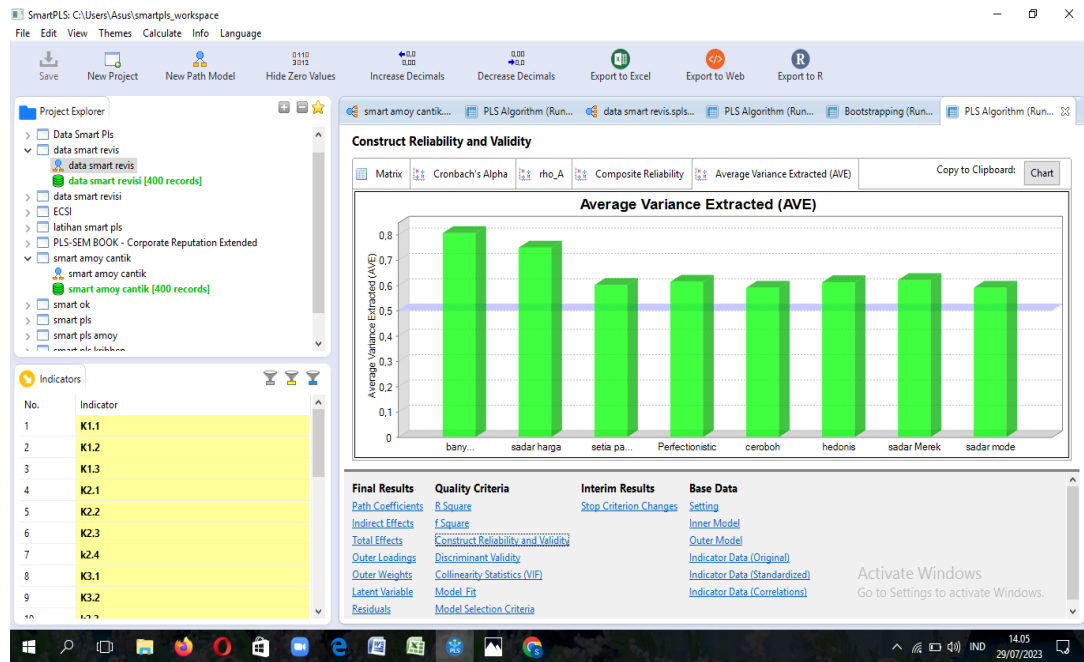 SmartPLS: C:\Users\Asus\smartpls_workspace
File Edit View Themes Calculate Info Language
Save New Project New Path Model Hide Zero Values Increase Decimals Decrease Decimals Export to Excel Export to Web Export to R
Project Explorer
Data Smart Pls
data smart revis
data smart revis
data smart revisi [400 records]
data smart revisi
ECSI
latihan smart pls
PLS-SEM BOOK - Corporate Reputation Extended
smart amoy cantik
smart amoy cantik
smart amoy cantik [400 records]
smart ok
smart pls
smart pls amoy
Indicators
No. Indicator
1 K1.1
2 K1.2
3 K1.3
4 K2.1
5 K2.2
6 K2.3
7 k2.4
8 K3.1
9 K3.2
smart amoy cantik... PLS Algorithm (Run... data smart revis.spls... PLS Algorithm (Run... Bootstrapping (Run... PLS Algorithm (Run...
Construct Reliability and Validity
Matrix Cronbach's Alpha rho_A Composite Reliability Average Variance Extracted (AVE) Copy to Clipboard: Chart
Average Variance Extracted (AVE)
Average Variance Extracted (AVE)
0,8
0,7
0,6
0,5
0,4
0,3
0,2
0,1
0
bany... sadar harga setia pa... Perfectionistic ceroboh hedonis sadar Merek sadar mode
Final Results Quality Criteria Interim Results Base Data
Path Coefficients R Square Stop Criterion Changes Setting
Indirect Effects f Square Inner Model
Total Effects Construct Reliability and Validity Outer Model
Outer Loadings Discriminant Validity Indicator Data (Original)
Outer Weights Collinearity Statistics (VIF) Indicator Data (Standardized)
Latent Variable Model Fit Indicator Data (Correlations)
Residuals Model Selection Criteria
Activate Windows
Go to Settings to activate Windows.
IND
14.05
29/07/2023